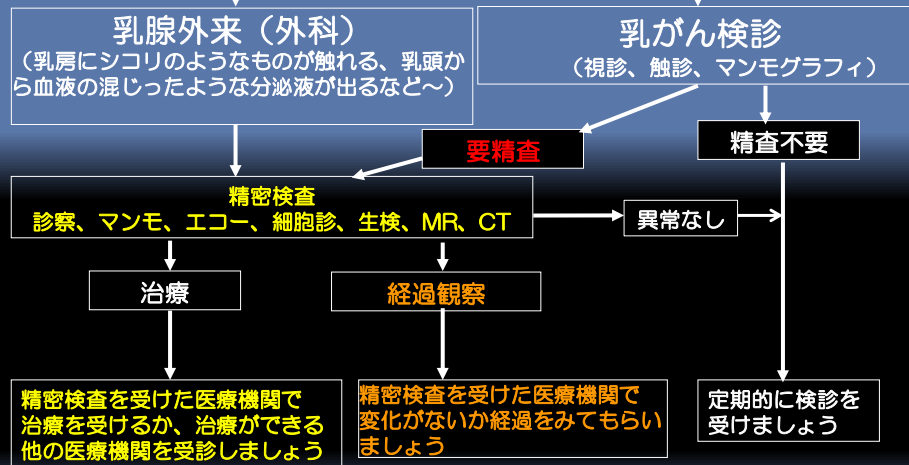 乳腺外来（外科）
（乳房にシコリのようなものが触れる、乳頭か
ら血液の混じったような分泌液が出るなど～）
乳がん検診
（視診、触診、マンモグラフィ）
要精査
精査不要
精密検査
診察、マンモ、エコー、細胞診、生検、MR、CT
異常なし
治療
経過観察
精密検査を受けた医療機関で
治療を受けるか、治療ができる
他の医療機関を受診しましょう
精密検査を受けた医療機関で
変化がないか経過をみてもらい
ましょう
定期的に検診を
受けましょう